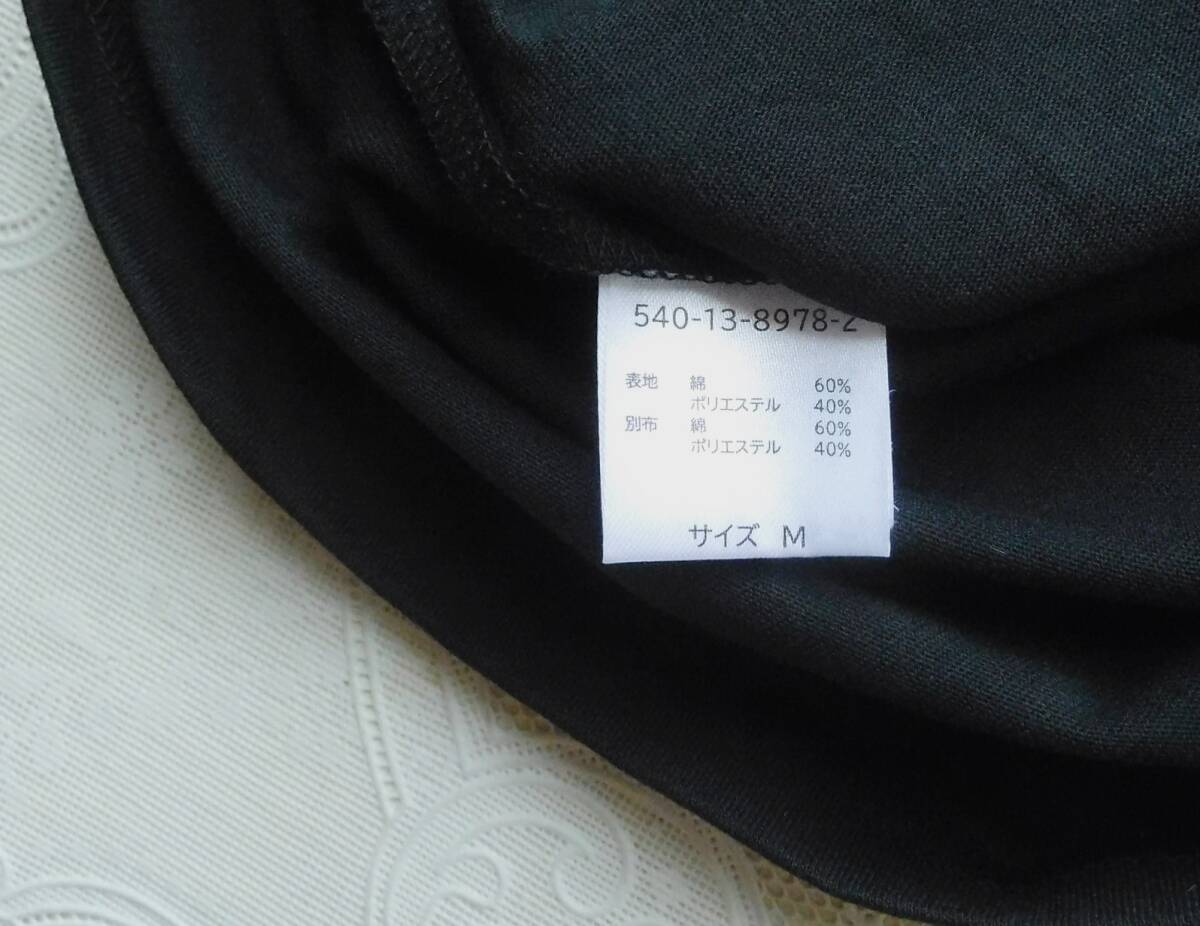 540-13-8978-2
表地 綿 60%
ポリエステル 40%
別布 綿 60%
ポリエステル 40%
サイズ M